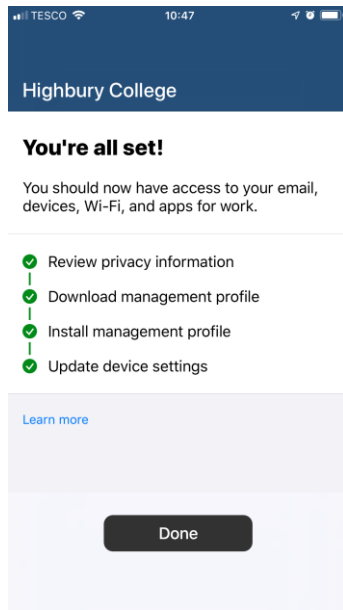 TESCO 10:47
Highbury College
You're all set!
You should now have access to your email,
devices, Wi-Fi, and apps for work.
Review privacy information
Download management profile
Install management profile
Update device settings
Learn more
Done